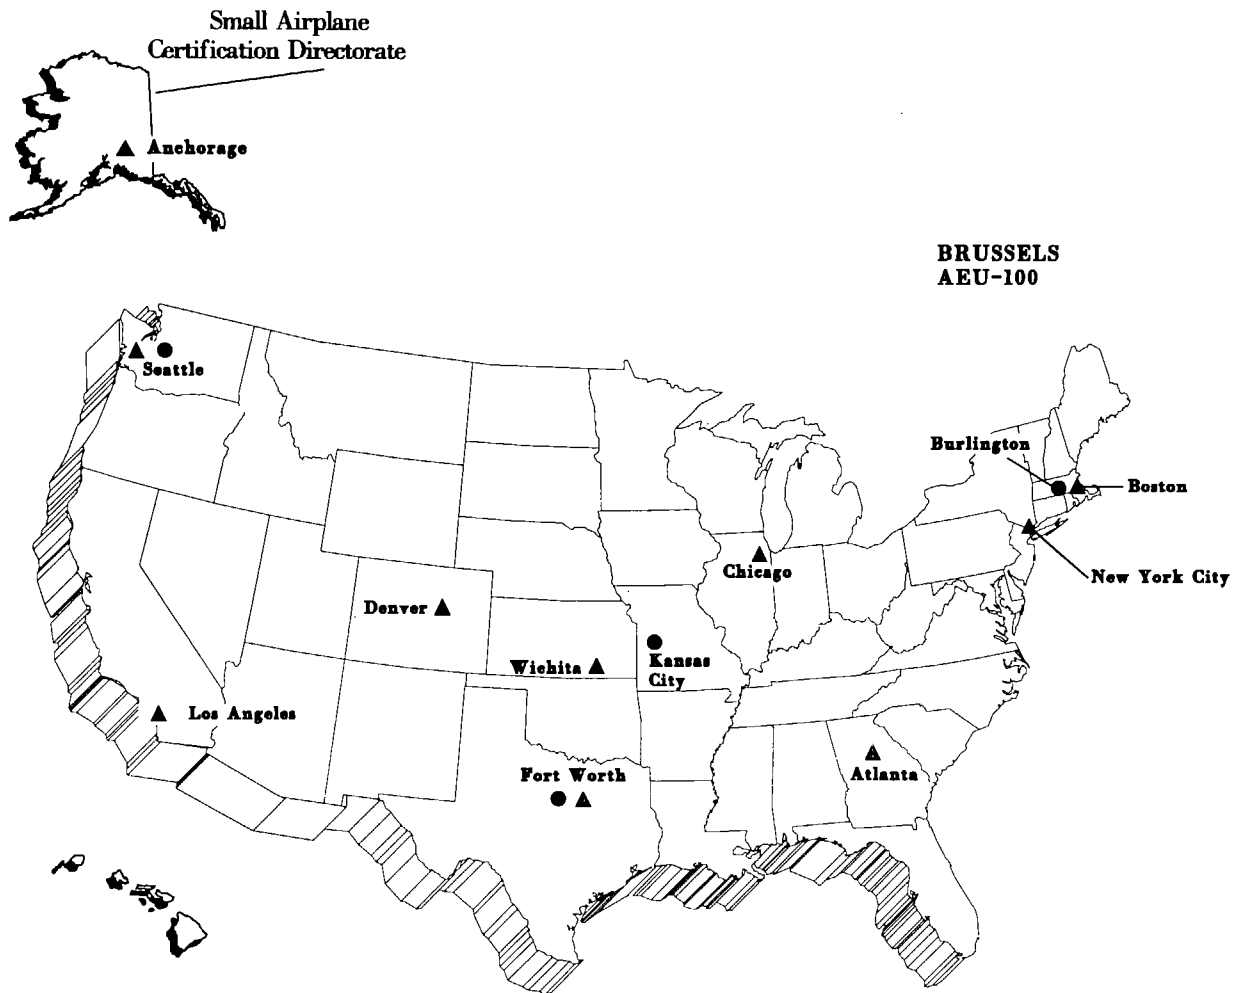 Small Airplane
Certification Directorate
Anchorage
BRUSSELS
AEU-100
Seattle
Burlington
Boston
New York City
Chicago
Denver
Wichita
Kansas
City
Los Angeles
Fort Worth
Atlanta